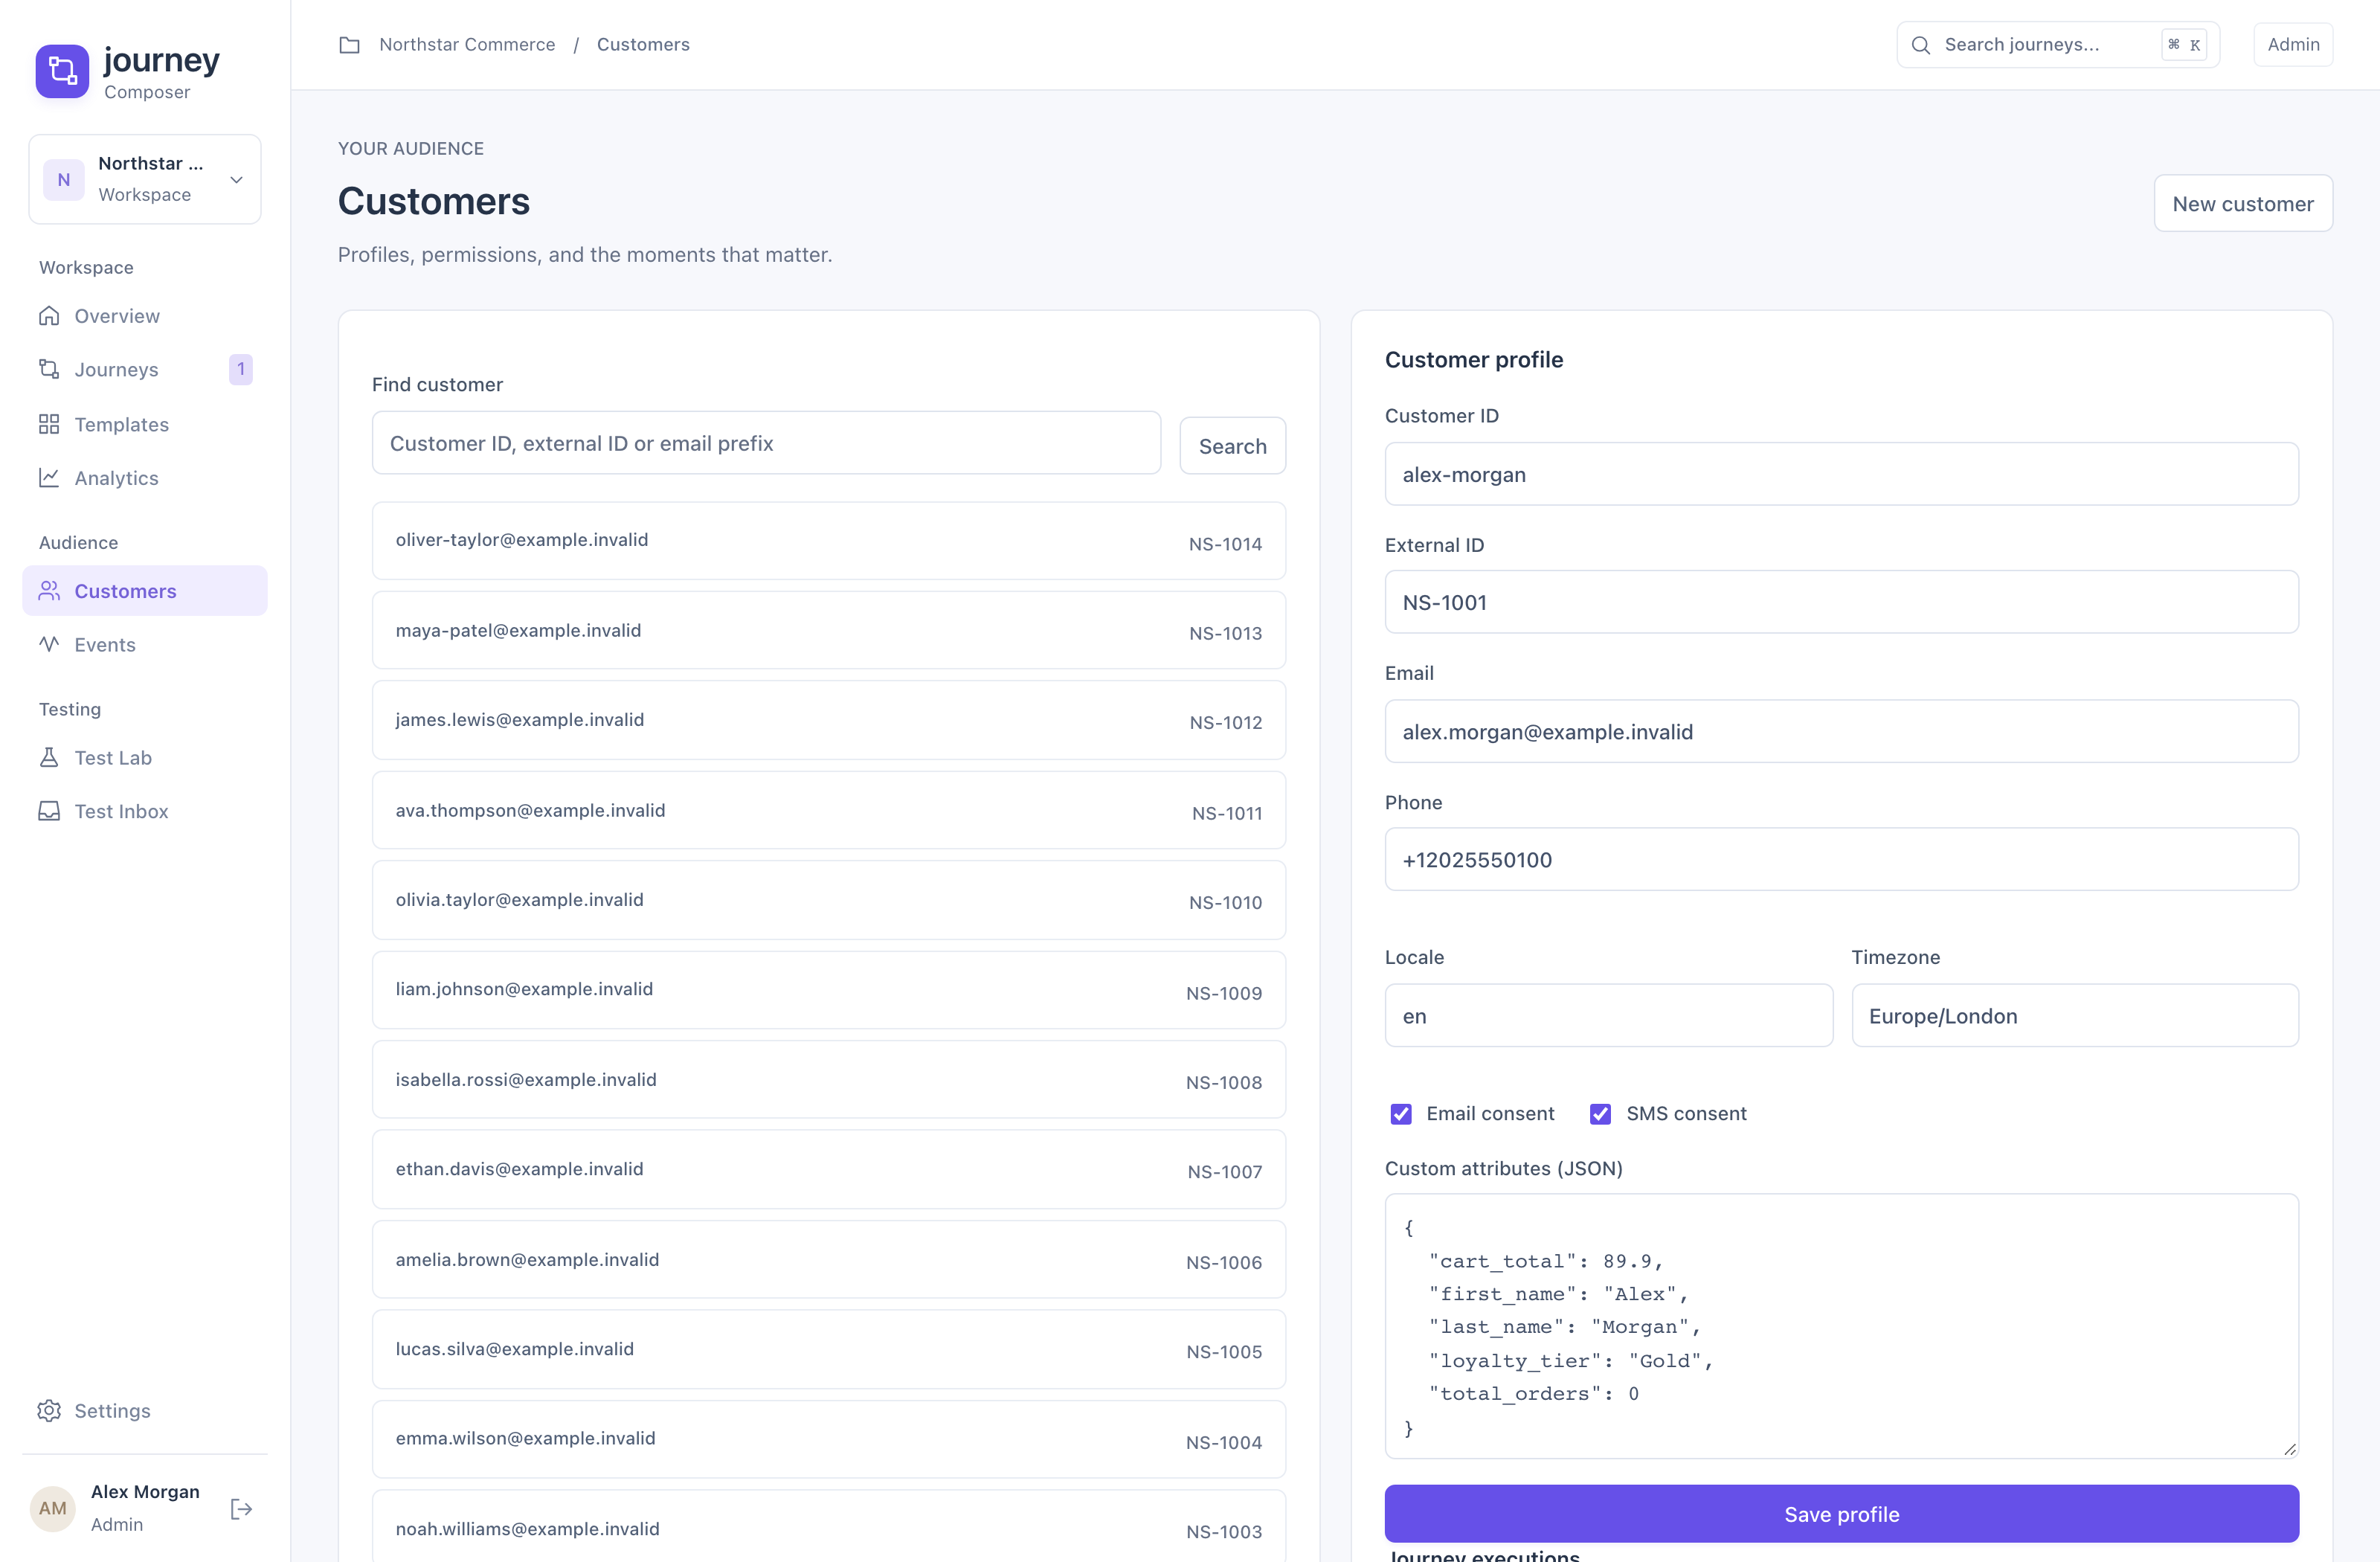 journey
Composer
N
Northstar ...
Workspace
Workspace
Overview
Journeys 1
Templates
Analytics
Audience
Customers
Events
Testing
Test Lab
Test Inbox
Settings
AM
Alex Morgan
Admin
Northstar Commerce / Customers
Search journeys... ⌘ K
Admin
YOUR AUDIENCE
Customers
Profiles, permissions, and the moments that matter.
New customer
Find customer
Customer ID, external ID or email prefix
Search
oliver-taylor@example.invalid NS-1014
maya-patel@example.invalid NS-1013
james.lewis@example.invalid NS-1012
ava.thompson@example.invalid NS-1011
olivia.taylor@example.invalid NS-1010
liam.johnson@example.invalid NS-1009
isabella.rossi@example.invalid NS-1008
ethan.davis@example.invalid NS-1007
amelia.brown@example.invalid NS-1006
lucas.silva@example.invalid NS-1005
emma.wilson@example.invalid NS-1004
noah.williams@example.invalid NS-1003
Customer profile
Customer ID
alex-morgan
External ID
NS-1001
Email
alex.morgan@example.invalid
Phone
+12025550100
Locale Timezone
en Europe/London
Email consent SMS consent
Custom attributes (JSON)
{
"cart_total": 89.9,
"first_name": "Alex",
"last_name": "Morgan",
"loyalty_tier": "Gold",
"total_orders": 0
}
Save profile
Journey executions